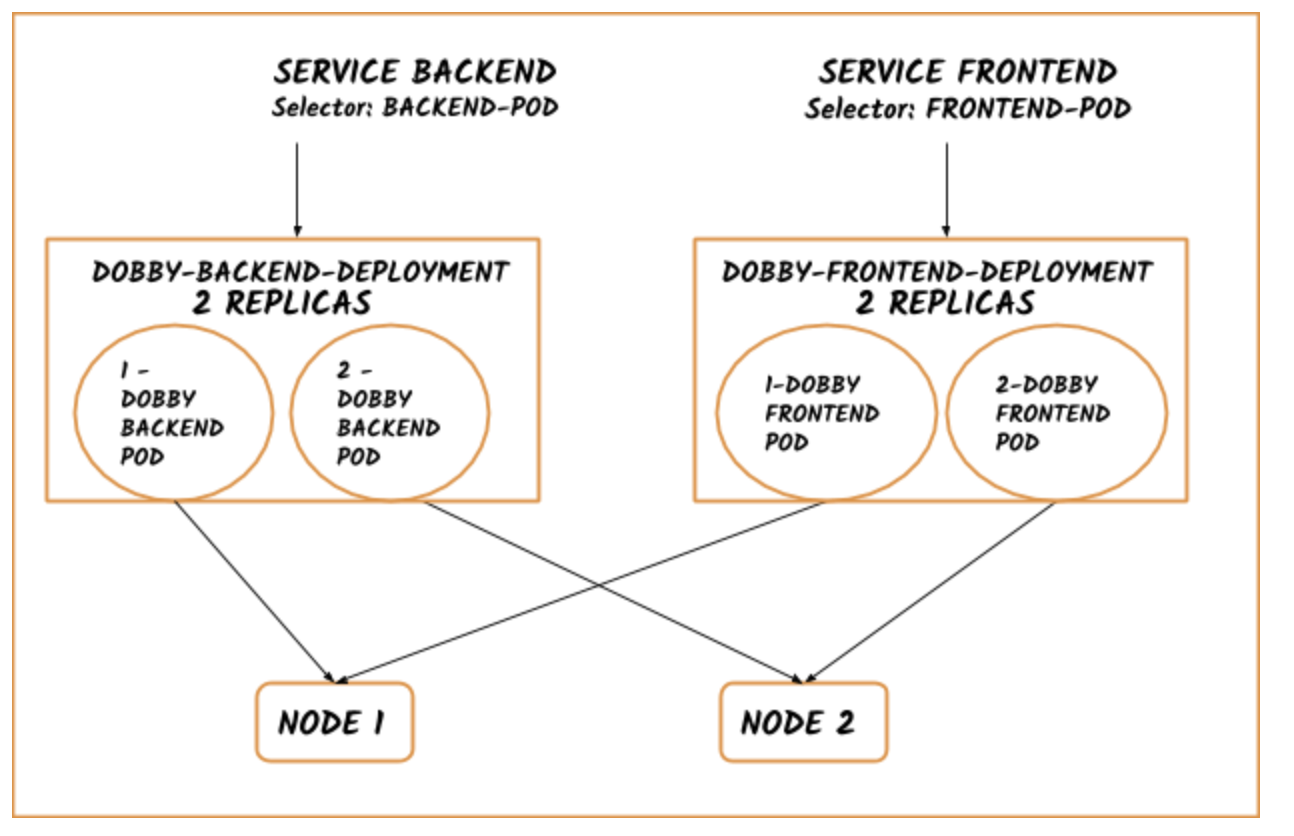 SERVICE BACKEND
Selector: BACKEND-POD
SERVICE FRONTEND
Selector: FRONTEND-POD
DOBBY-BACKEND-DEPLOYMENT
2 REPLICAS
1 -
DOBBY
BACKEND
POD
2 -
DOBBY
BACKEND
POD
DOBBY-FRONTEND-DEPLOYMENT
2 REPLICAS
1-DOBBY
FRONTEND
POD
2-DOBBY
FRONTEND
POD
NODE 1
NODE 2